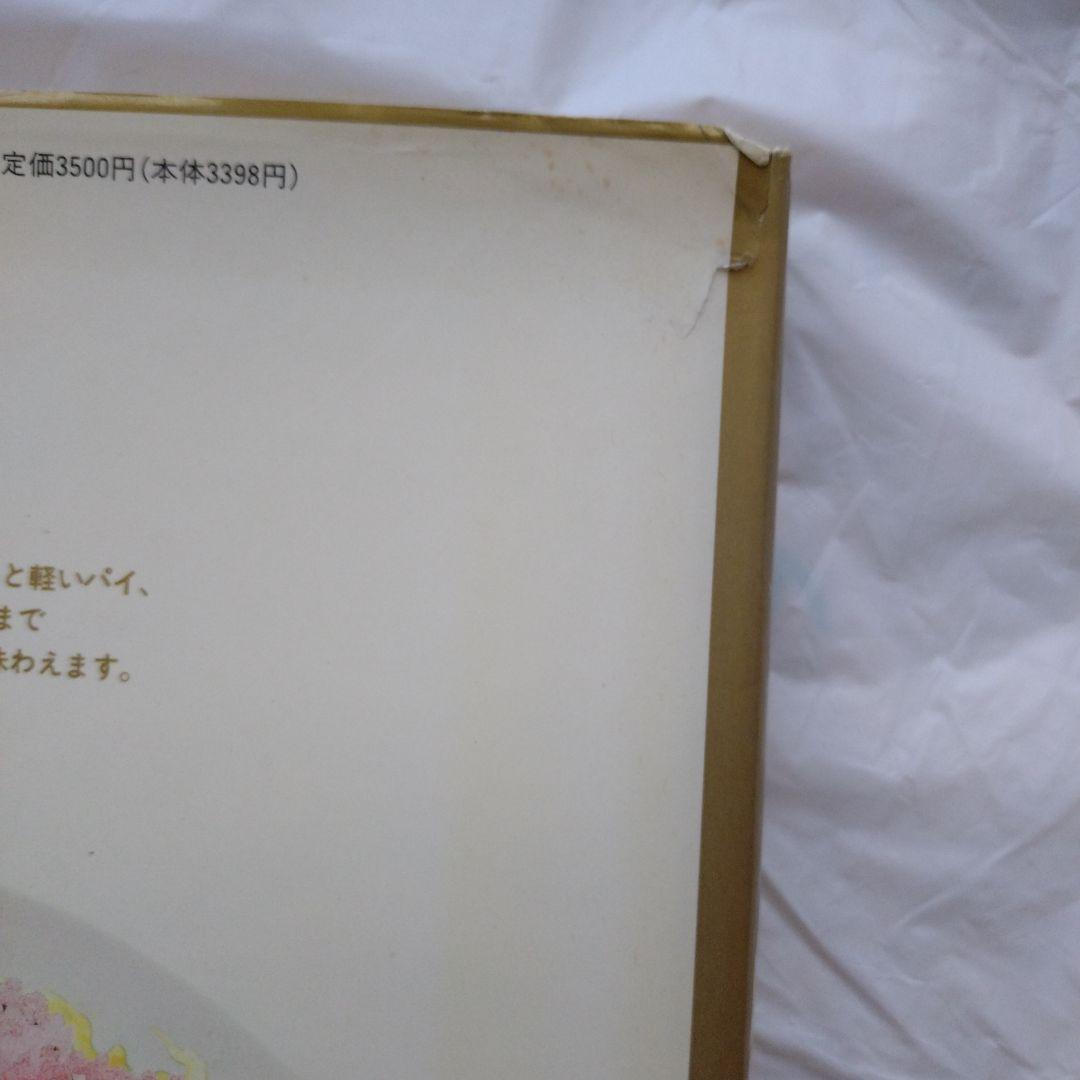 定価3500円(本体3398円)
と軽いパイ、
まで
味わえます。